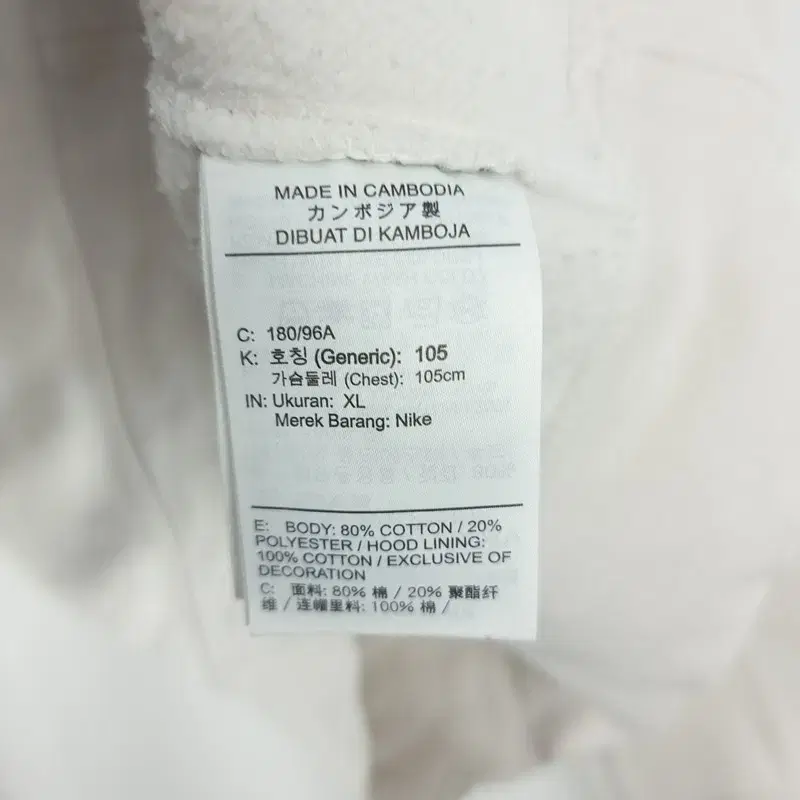 MADE IN CAMBODIA
カンボジア製
DIBUAT DI KAMBOJA
C: 180/96A
K: 호칭 (Generic): 105
가슴둘레 (Chest): 105cm
IN: Ukuran: XL
Merek Barang: Nike
E: BODY: 80% COTTON / 20%
POLYESTER / HOOD LINING:
100% COTTON / EXCLUSIVE OF
DECORATION
C: 面料: 80% 棉 / 20% 聚酯纤
维 / 连帽里料: 100% 棉 /